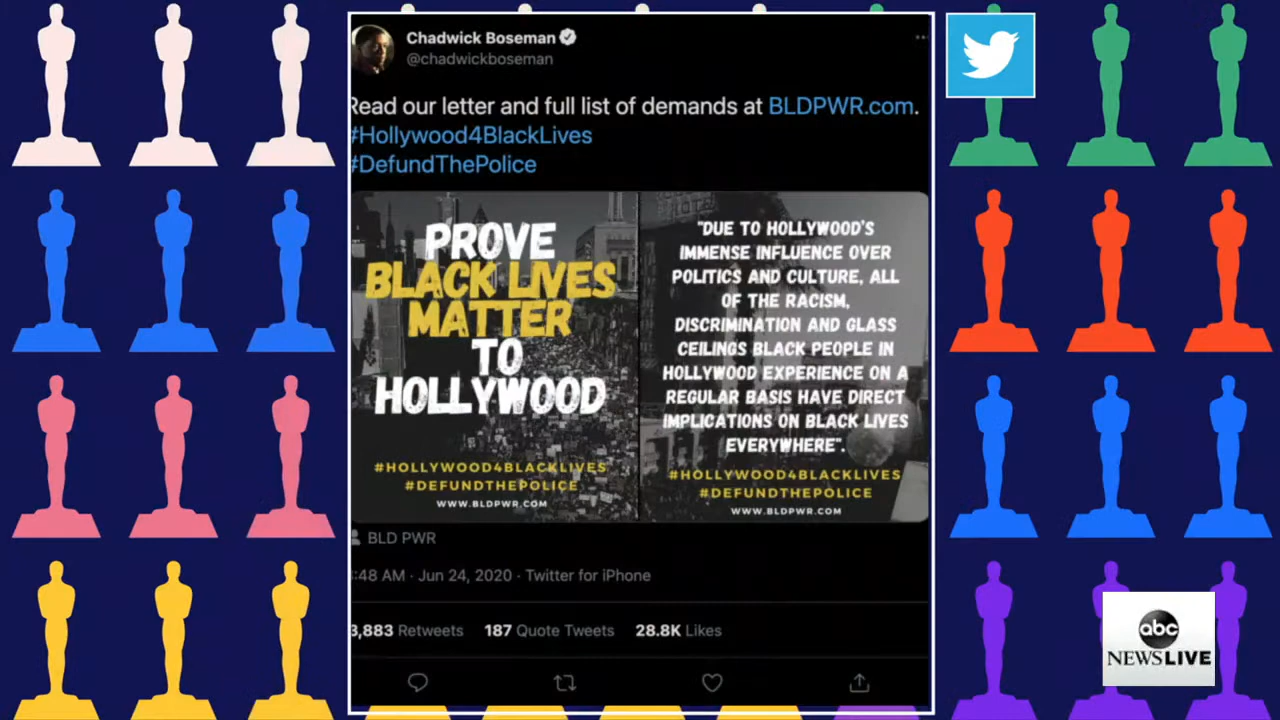 Chadwick Boseman
@chadwickboseman
Read our letter and full list of demands at BLDPWR.com.
#Hollywood4BlackLives
#DefundThePolice
PROVE
BLACK LIVES
MATTER
TO
HOLLYWOOD
#HOLLYWOOD4BLACKLIVES
#DEFUNDTHEPOLICE
WWW.BLDPWR.COM
"DUE TO HOLLYWOOD'S
IMMENSE INFLUENCE OVER
POLITICS AND CULTURE, ALL
OF THE RACISM,
DISCRIMINATION AND GLASS
CEILINGS BLACK PEOPLE IN
HOLLYWOOD EXPERIENCE ON A
REGULAR BASIS HAVE DIRECT
IMPLICATIONS ON BLACK LIVES
EVERYWHERE".
#HOLLYWOOD4BLACKLIVES
#DEFUNDTHEPOLICE
WWW.BLDPWR.COM
BLD PWR
:48 AM · Jun 24, 2020 · Twitter for iPhone
3,883 Retweets 187 Quote Tweets 28.8K Likes
abc
NEWSLIVE